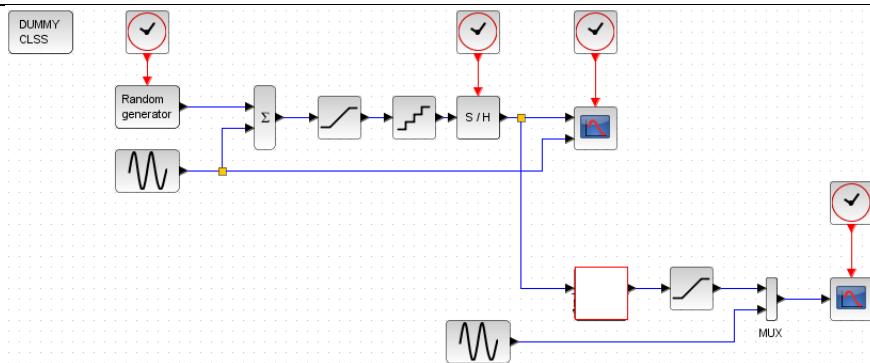 DUMMY
CLSS
Random
generator
Σ
S / H
MUX